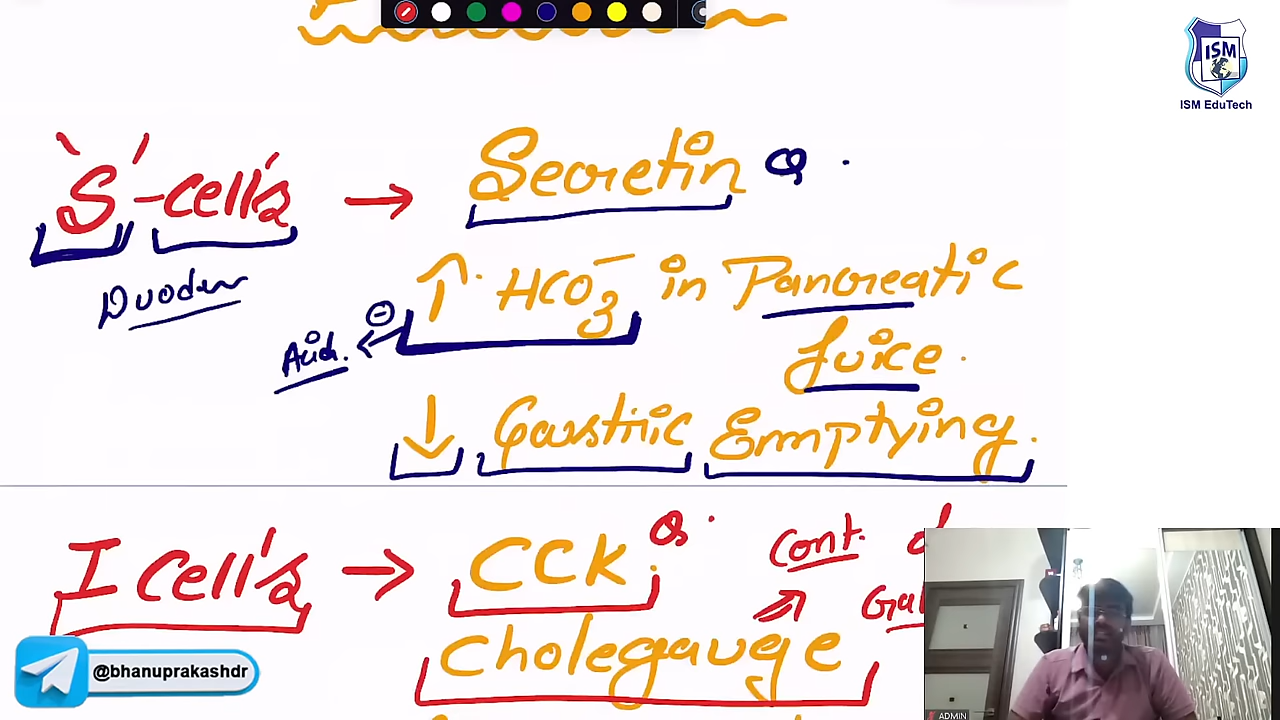 ISM
ISM EduTech
'S' - cell's → Secretin Q.
Duoden
↑ HCO3⁻ in Pancreatic
Juice.
Acid.
↓ Gastric Emptying.
I Cell's → CCK. Q.
Cont.
Gal
Cholegauge
@bhanuprakashdr
ADMIN